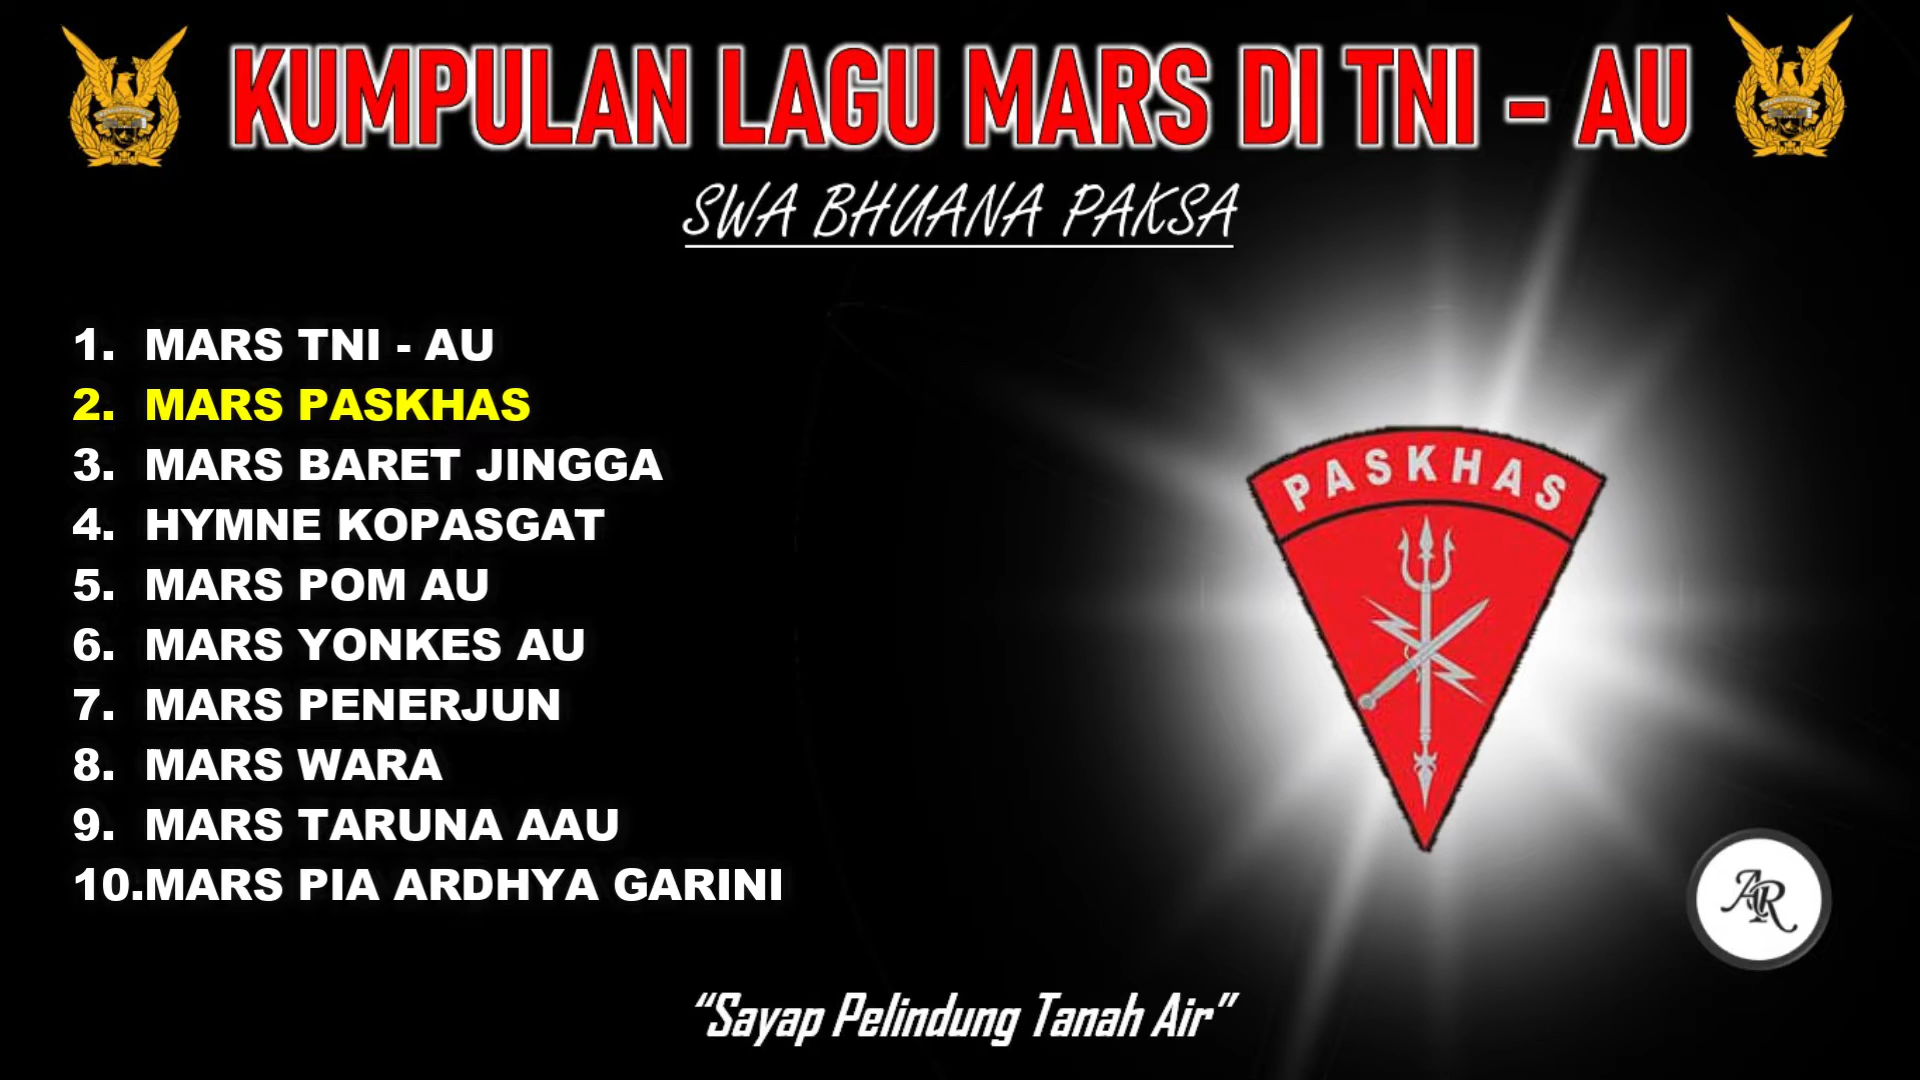 KUMPULAN LAGU MARS DI TNI - AU
SWA BHUANA PAKSA
1. MARS TNI - AU
2. MARS PASKHAS
3. MARS BARET JINGGA
4. HYMNE KOPASGAT
5. MARS POM AU
6. MARS YONKES AU
7. MARS PENERJUN
8. MARS WARA
9. MARS TARUNA AAU
10.MARS PIA ARDHYA GARINI
PASKHAS
AR
“Sayap Pelindung Tanah Air”